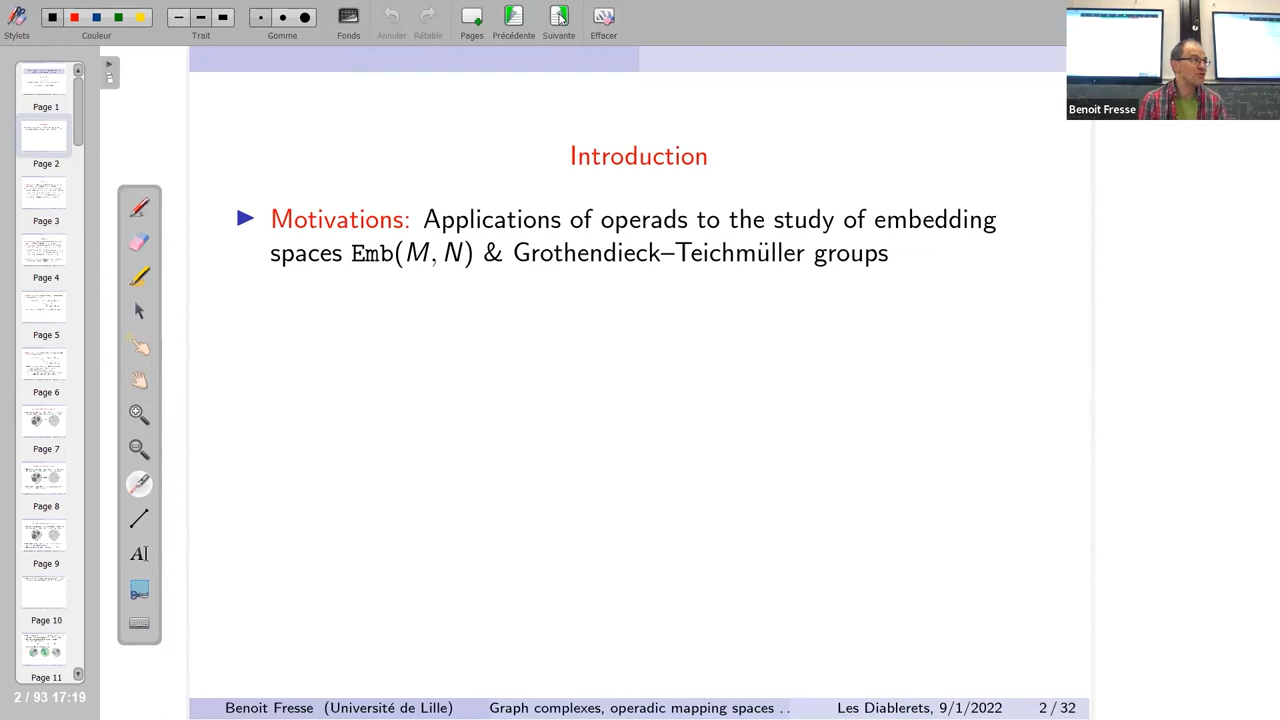 Stylets
Couleur
Trait
Gomme
Fonds
Annuler
Rétablir
Pages
Précédente
Suivante
Effacer
Benoit Fresse
Page 1
Page 2
Page 3
Page 4
Page 5
Page 6
Page 7
Page 8
Page 9
Page 10
Page 11
2 / 93 17:19
Introduction
Motivations: Applications of operads to the study of embedding
spaces Emb(M, N) & Grothendieck–Teichmüller groups
Benoit Fresse (Université de Lille) Graph complexes, operadic mapping spaces . . Les Diablerets, 9/1/2022 2 / 32